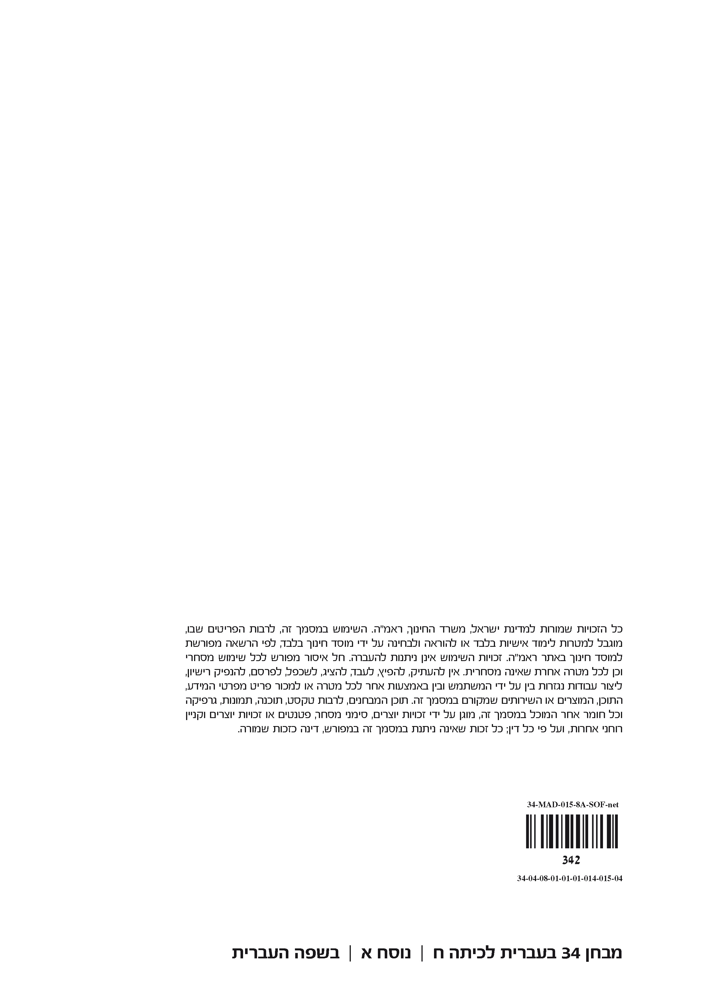 כל הזכויות שמורות למדינת ישראל, משרד החינוך, ראמ"ה. השימוש במסמך זה, לרבות הפריטים שבו,
מוגבל למטרות לימוד אישיות בלבד או להוראה ולבחינה על ידי מוסד חינוך בלבד, לפי הרשאה מפורשת
למוסד חינוך באתר ראמ"ה. זכויות השימוש אינן ניתנות להעברה. חל איסור מפורש לכל שימוש מסחרי
וכן לכל מטרה אחרת שאינה מסחרית. אין להעתיק, להפיץ, לעבד, להציג, לשכפל, לפרסם, להנפיק רישיון,
ליצור עבודות נגזרות בין על ידי המשתמש ובין באמצעות אחר לכל מטרה או למכור פריט מפרטי המידע,
התוכן, המוצרים או השירותים שמקורם במסמך זה. תוכן המבחנים, לרבות טקסט, תוכנה, תמונות, גרפיקה
וכל חומר אחר המוכל במסמך זה, מוגן על ידי זכויות יוצרים, סימני מסחר, פטנטים או זכויות יוצרים וקניין
רוחני אחרות, ועל פי כל דין; כל זכות שאינה ניתנת במסמך זה במפורש, דינה כזכות שמורה.
34-MAD-015-8A-SOF-net
342
34-04-08-01-01-01-014-015-04
מבחן 34 בעברית לכיתה ח | נוסח א | בשפה העברית